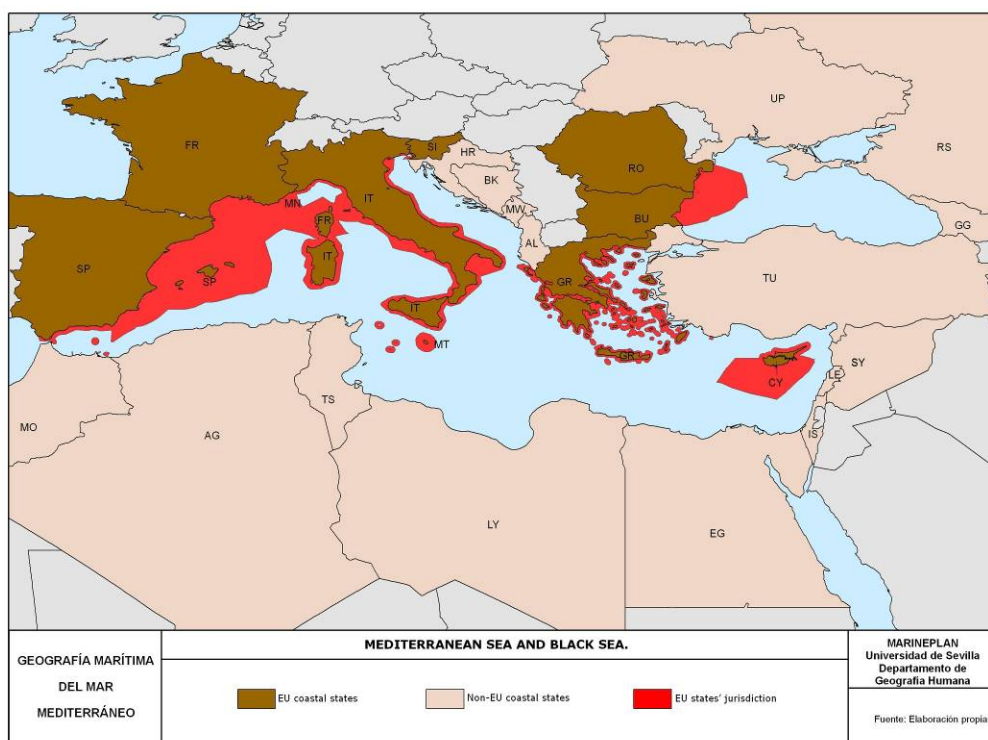 UP
FR
SI
HR
RS
RO
BK
MN
IT
MW
BU
FR
AL
GG
IT
SP
SP
GR
TU
IT
MT
GR
SY
LE
CY
TS
MO
AG
IS
LY
EG
GEOGRAFÍA MARÍTIMA
DEL MAR
MEDITERRÁNEO
MEDITERRANEAN SEA AND BLACK SEA.
EU coastal states
Non-EU coastal states
EU states' jurisdiction
MARINEPLAN
Universidad de Sevilla
Departamento de
Geografia Humana
Fuente: Elaboración propia